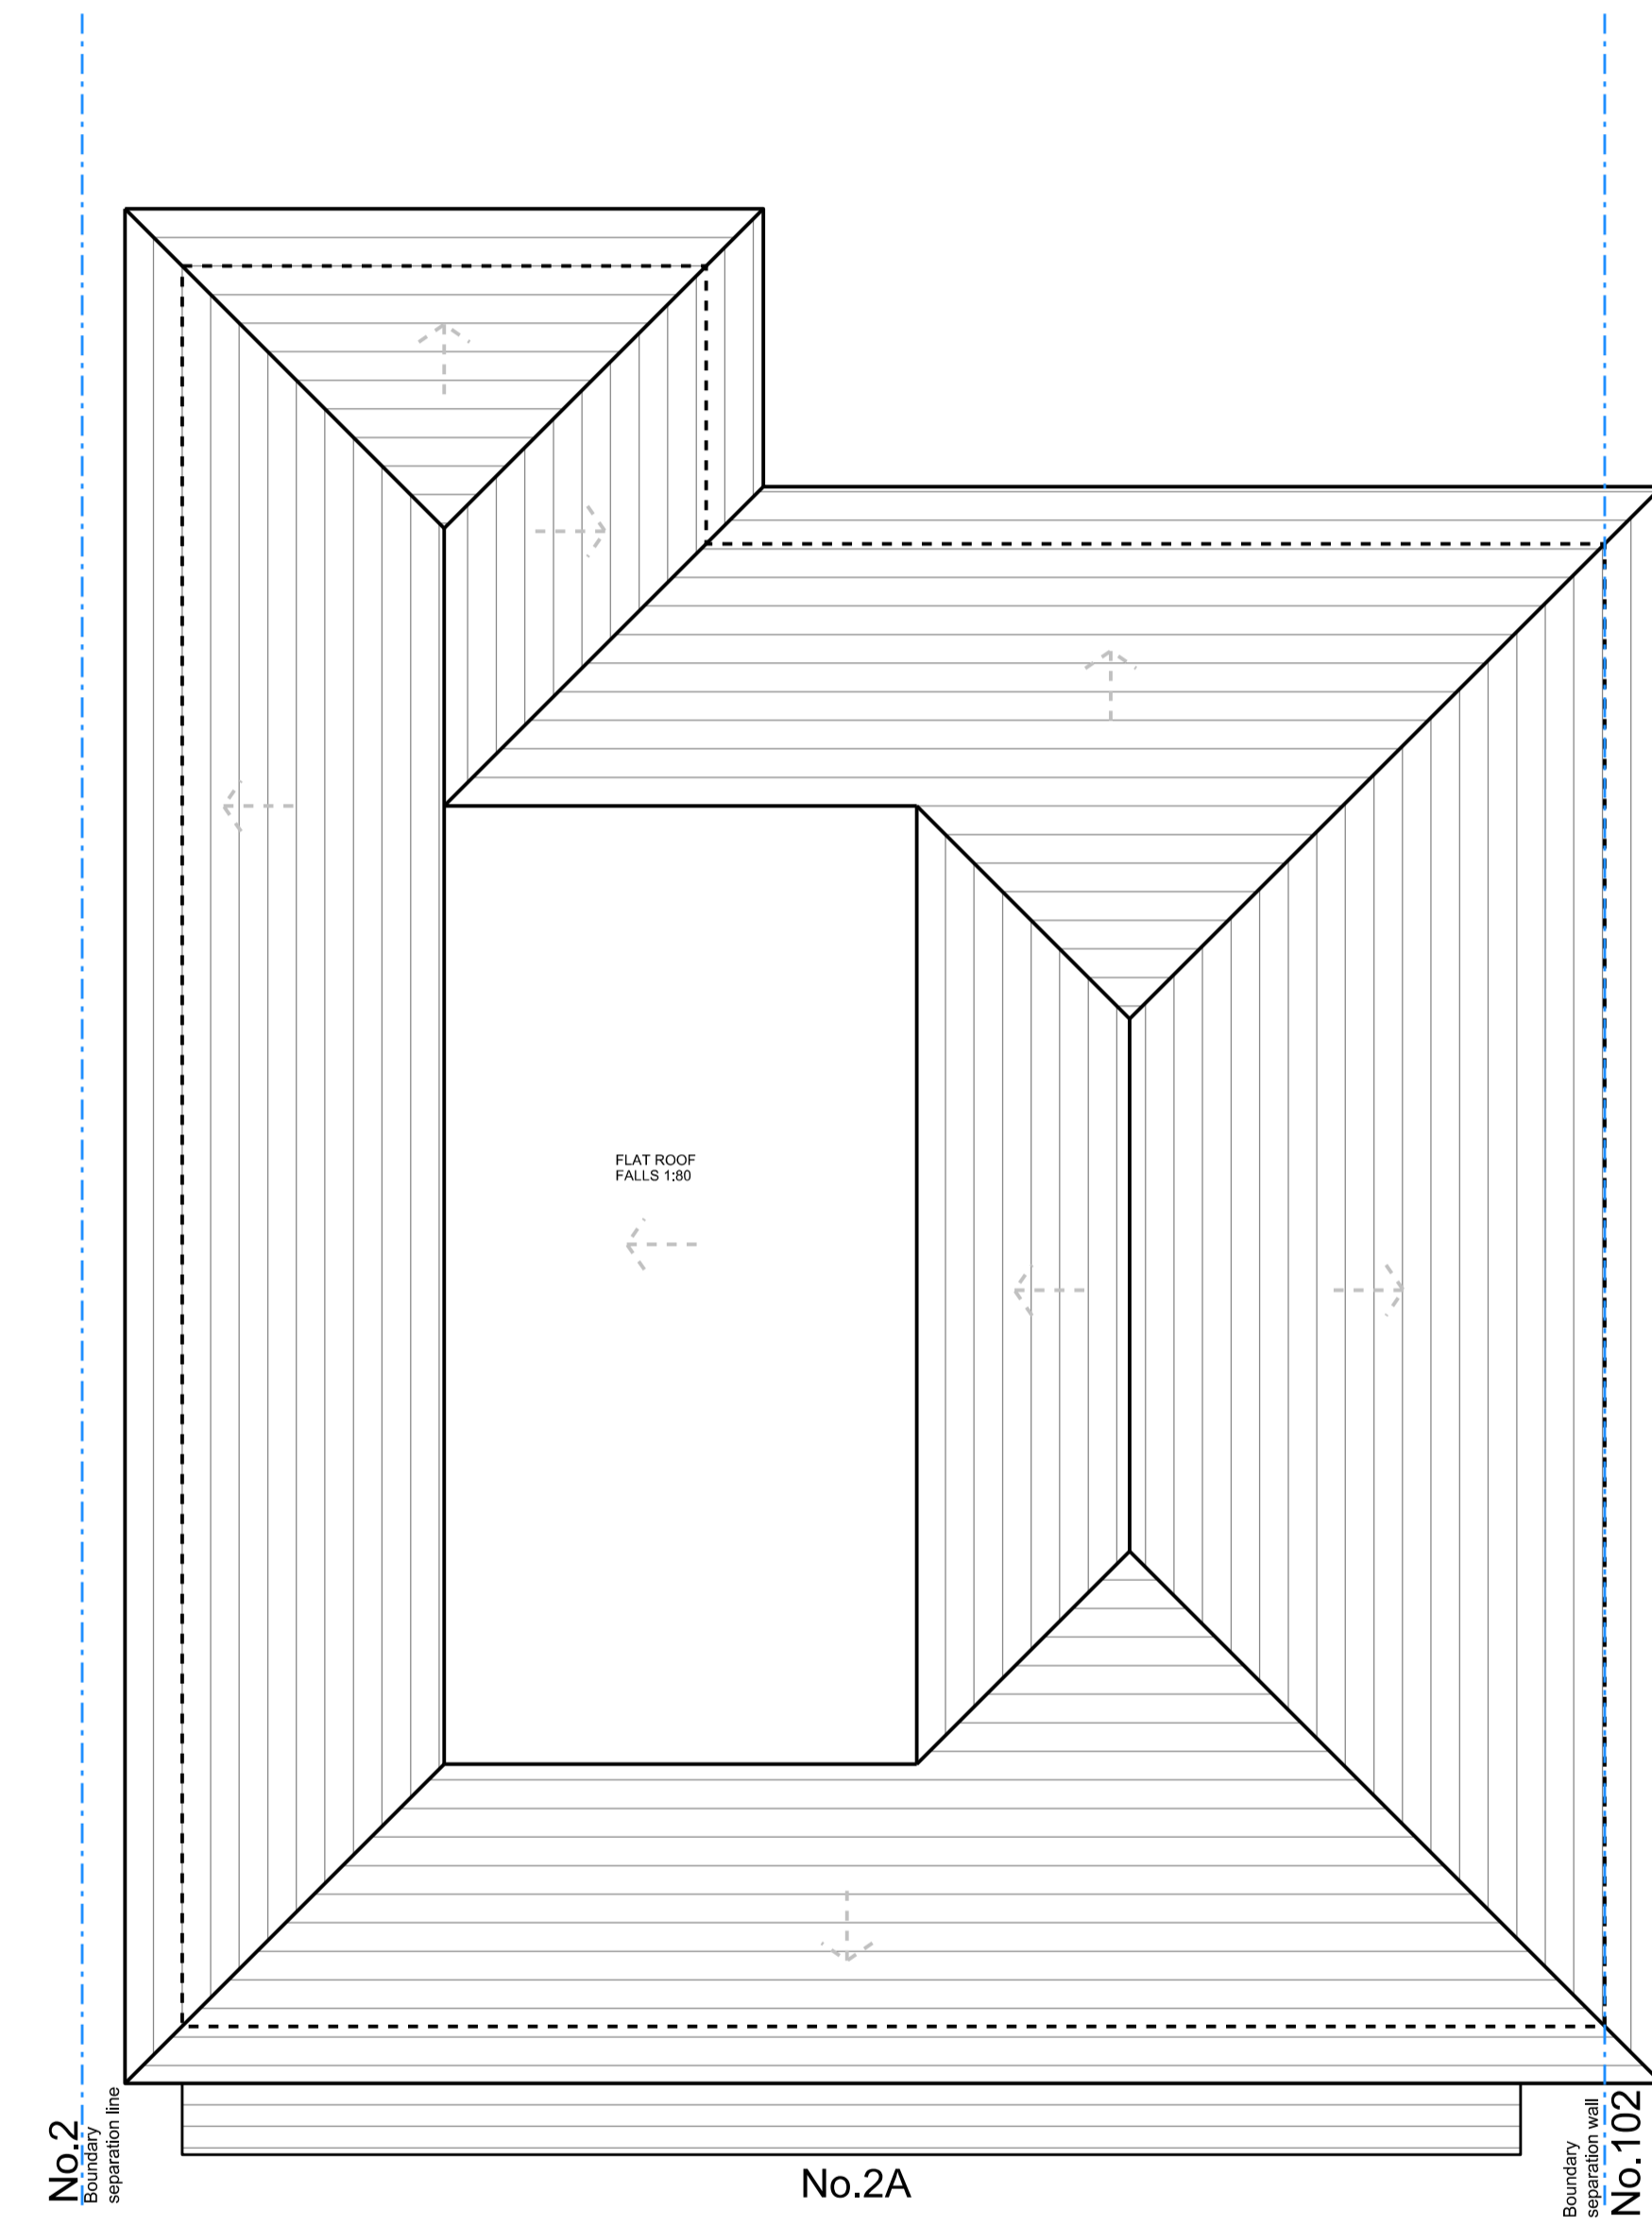 FLAT ROOF
FALLS 1:80
No.2
Boundary
separation line
No.2A
Boundary
separation wall
No.102